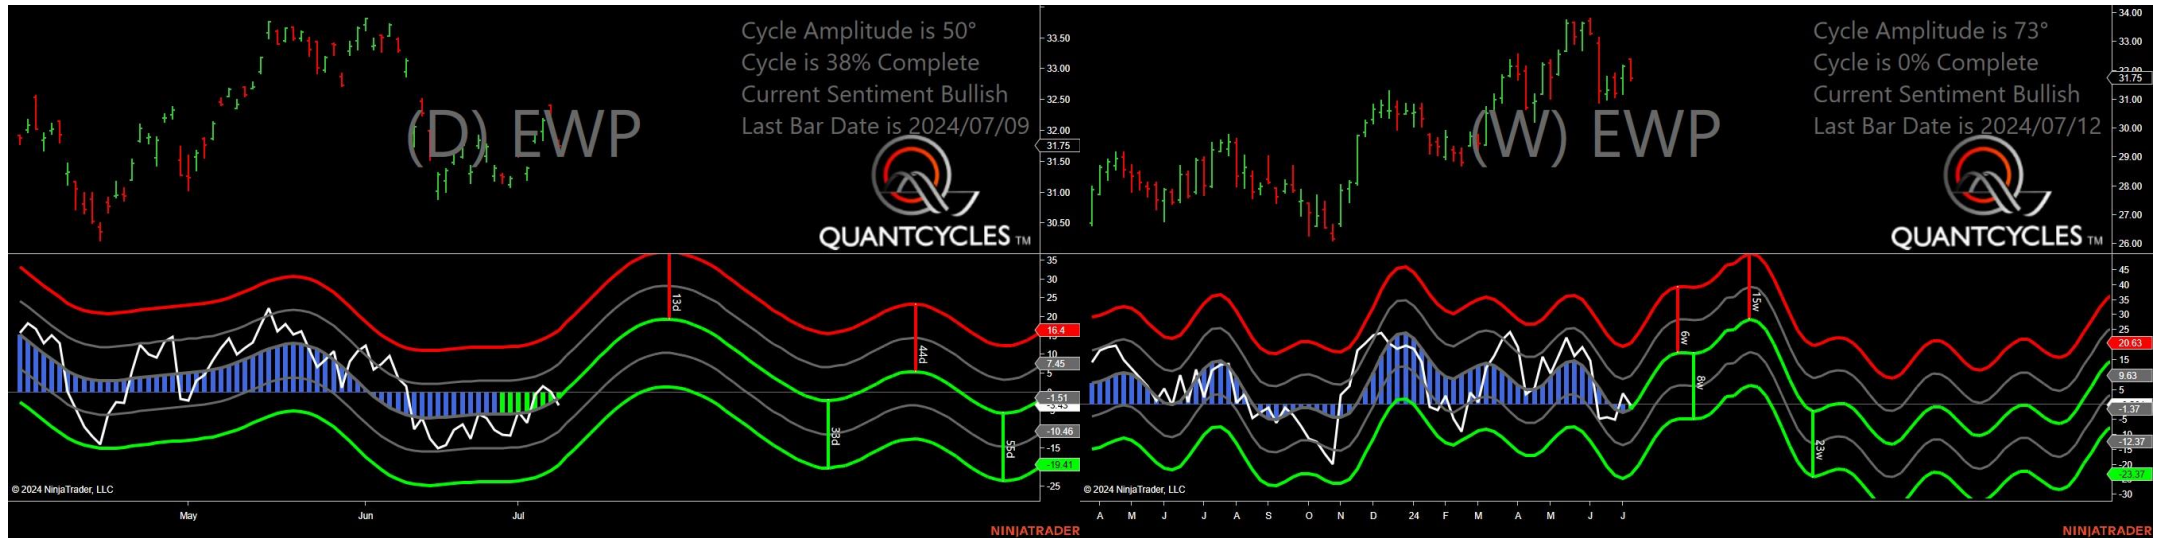 Cycle Amplitude is 50°
Cycle is 38% Complete
Current Sentiment Bullish
Last Bar Date is 2024/07/09
(D) EWP
QUANTCYCLES TM
33.50
33.00
32.50
32.00
31.75
31.50
31.00
30.50
35
30
25
20
16.4
10
7.45
5
-1.51
-10.46
-15
-19.41
-25
13d
33d
44d
55d
© 2024 NinjaTrader, LLC
May
Jun
Jul
NINJATRADER
Cycle Amplitude is 73°
Cycle is 0% Complete
Current Sentiment Bullish
Last Bar Date is 2024/07/12
(W) EWP
QUANTCYCLES TM
34.00
33.00
31.75
31.00
30.00
29.00
28.00
27.00
26.00
45
35
30
25
20.63
15
9.63
5
-1.37
-5
-12.37
-15
-20
-23.37
-30
6w
8w
15w
23w
© 2024 NinjaTrader, LLC
A M J J A S O N D 24 F M A M J J
NINJATRADER